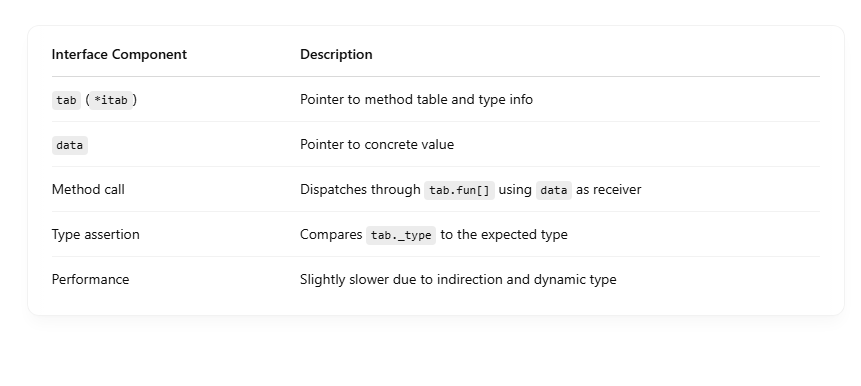 Interface Component Description
tab (*itab) Pointer to method table and type info
data Pointer to concrete value
Method call Dispatches through tab.fun[] using data as receiver
Type assertion Compares tab._type to the expected type
Performance Slightly slower due to indirection and dynamic type